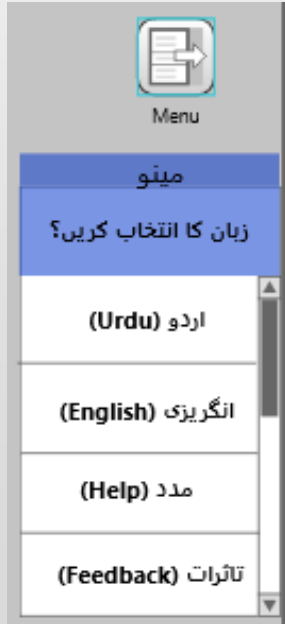 Menu
مینو
زبان کا انتخاب کریں؟
اردو (Urdu)
انگریزی (English)
مدد (Help)
تاثرات (Feedback)